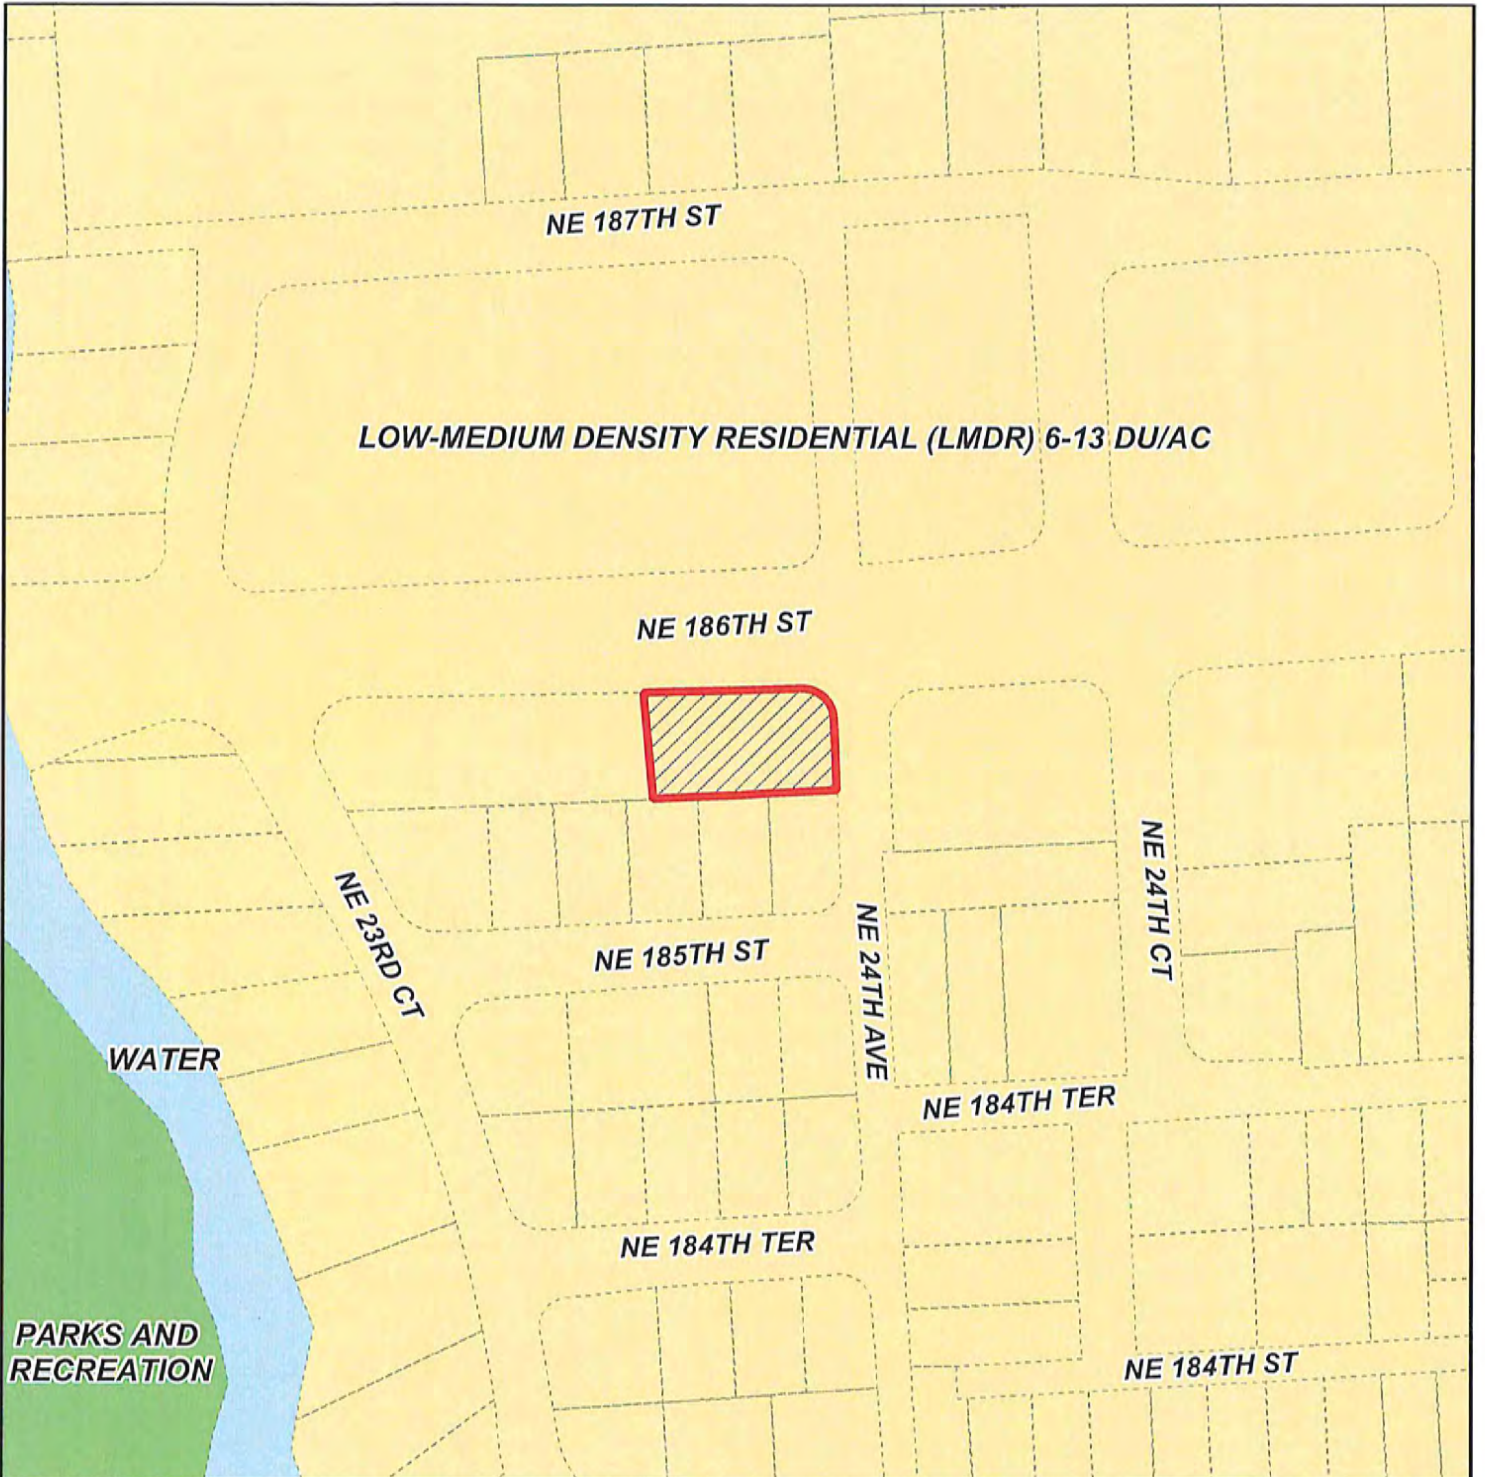 NE 187TH ST
LOW-MEDIUM DENSITY RESIDENTIAL (LMDR) 6-13 DU/AC
NE 186TH ST
NE 23RD CT
NE 185TH ST
NE 24TH AVE
NE 24TH CT
WATER
NE 184TH TER
NE 184TH TER
PARKS AND
RECREATION
NE 184TH ST